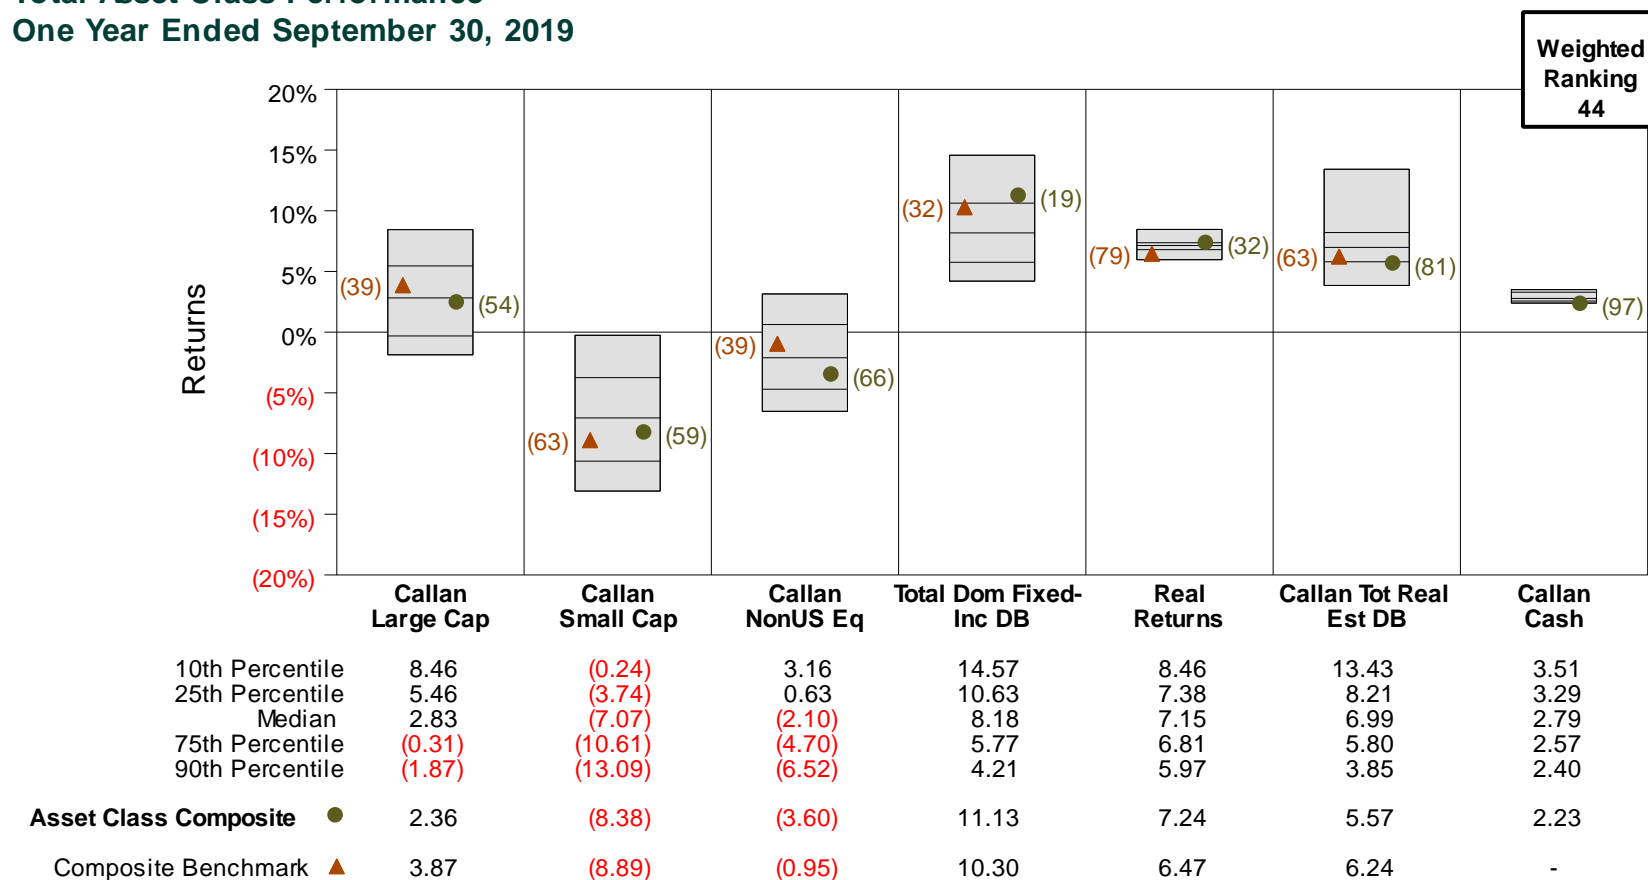 Total Asset Class Performance
One Year Ended September 30, 2019
Weighted
Ranking
44
20%
15%
10%
5%
0%
(5%)
(10%)
(15%)
(20%)
Returns
(39)
(54)
(63)
(59)
(39)
(66)
(32)
(19)
(79)
(32)
(63)
(81)
(97)
Callan Callan Callan Total Dom Fixed- Real Callan Tot Real Callan
Large Cap Small Cap NonUS Eq Inc DB Returns Est DB Cash
10th Percentile 8.46 (0.24) 3.16 14.57 8.46 13.43 3.51
25th Percentile 5.46 (3.74) 0.63 10.63 7.38 8.21 3.29
Median 2.83 (7.07) (2.10) 8.18 7.15 6.99 2.79
75th Percentile (0.31) (10.61) (4.70) 5.77 6.81 5.80 2.57
90th Percentile (1.87) (13.09) (6.52) 4.21 5.97 3.85 2.40
Asset Class Composite 2.36 (8.38) (3.60) 11.13 7.24 5.57 2.23
Composite Benchmark 3.87 (8.89) (0.95) 10.30 6.47 6.24 -